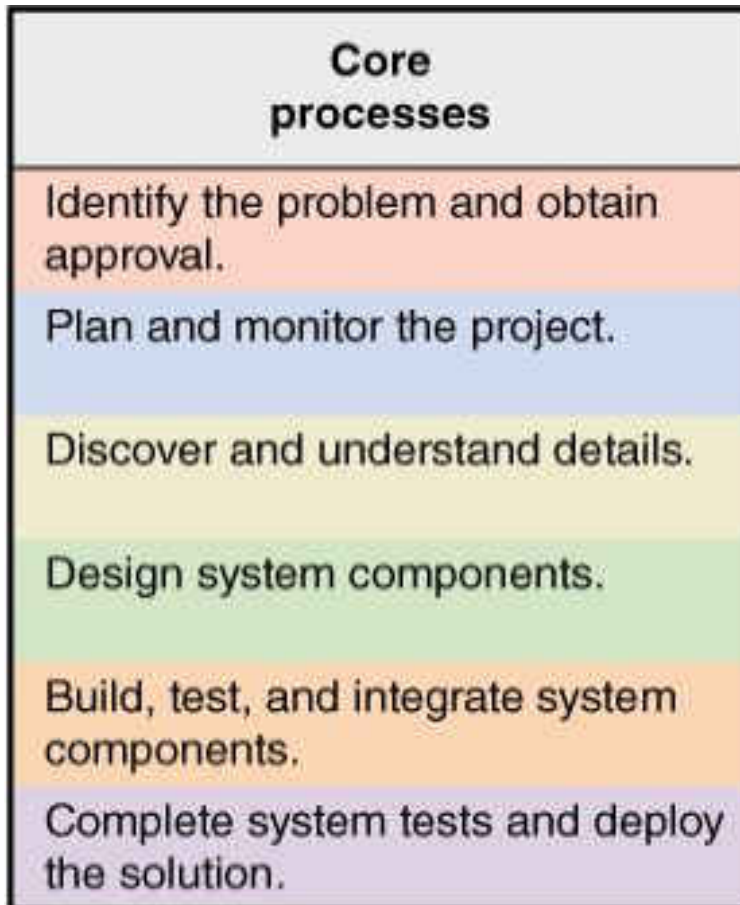 Core
processes
Identify the problem and obtain
approval.
Plan and monitor the project.
Discover and understand details.
Design system components.
Build, test, and integrate system
components.
Complete system tests and deploy
the solution.